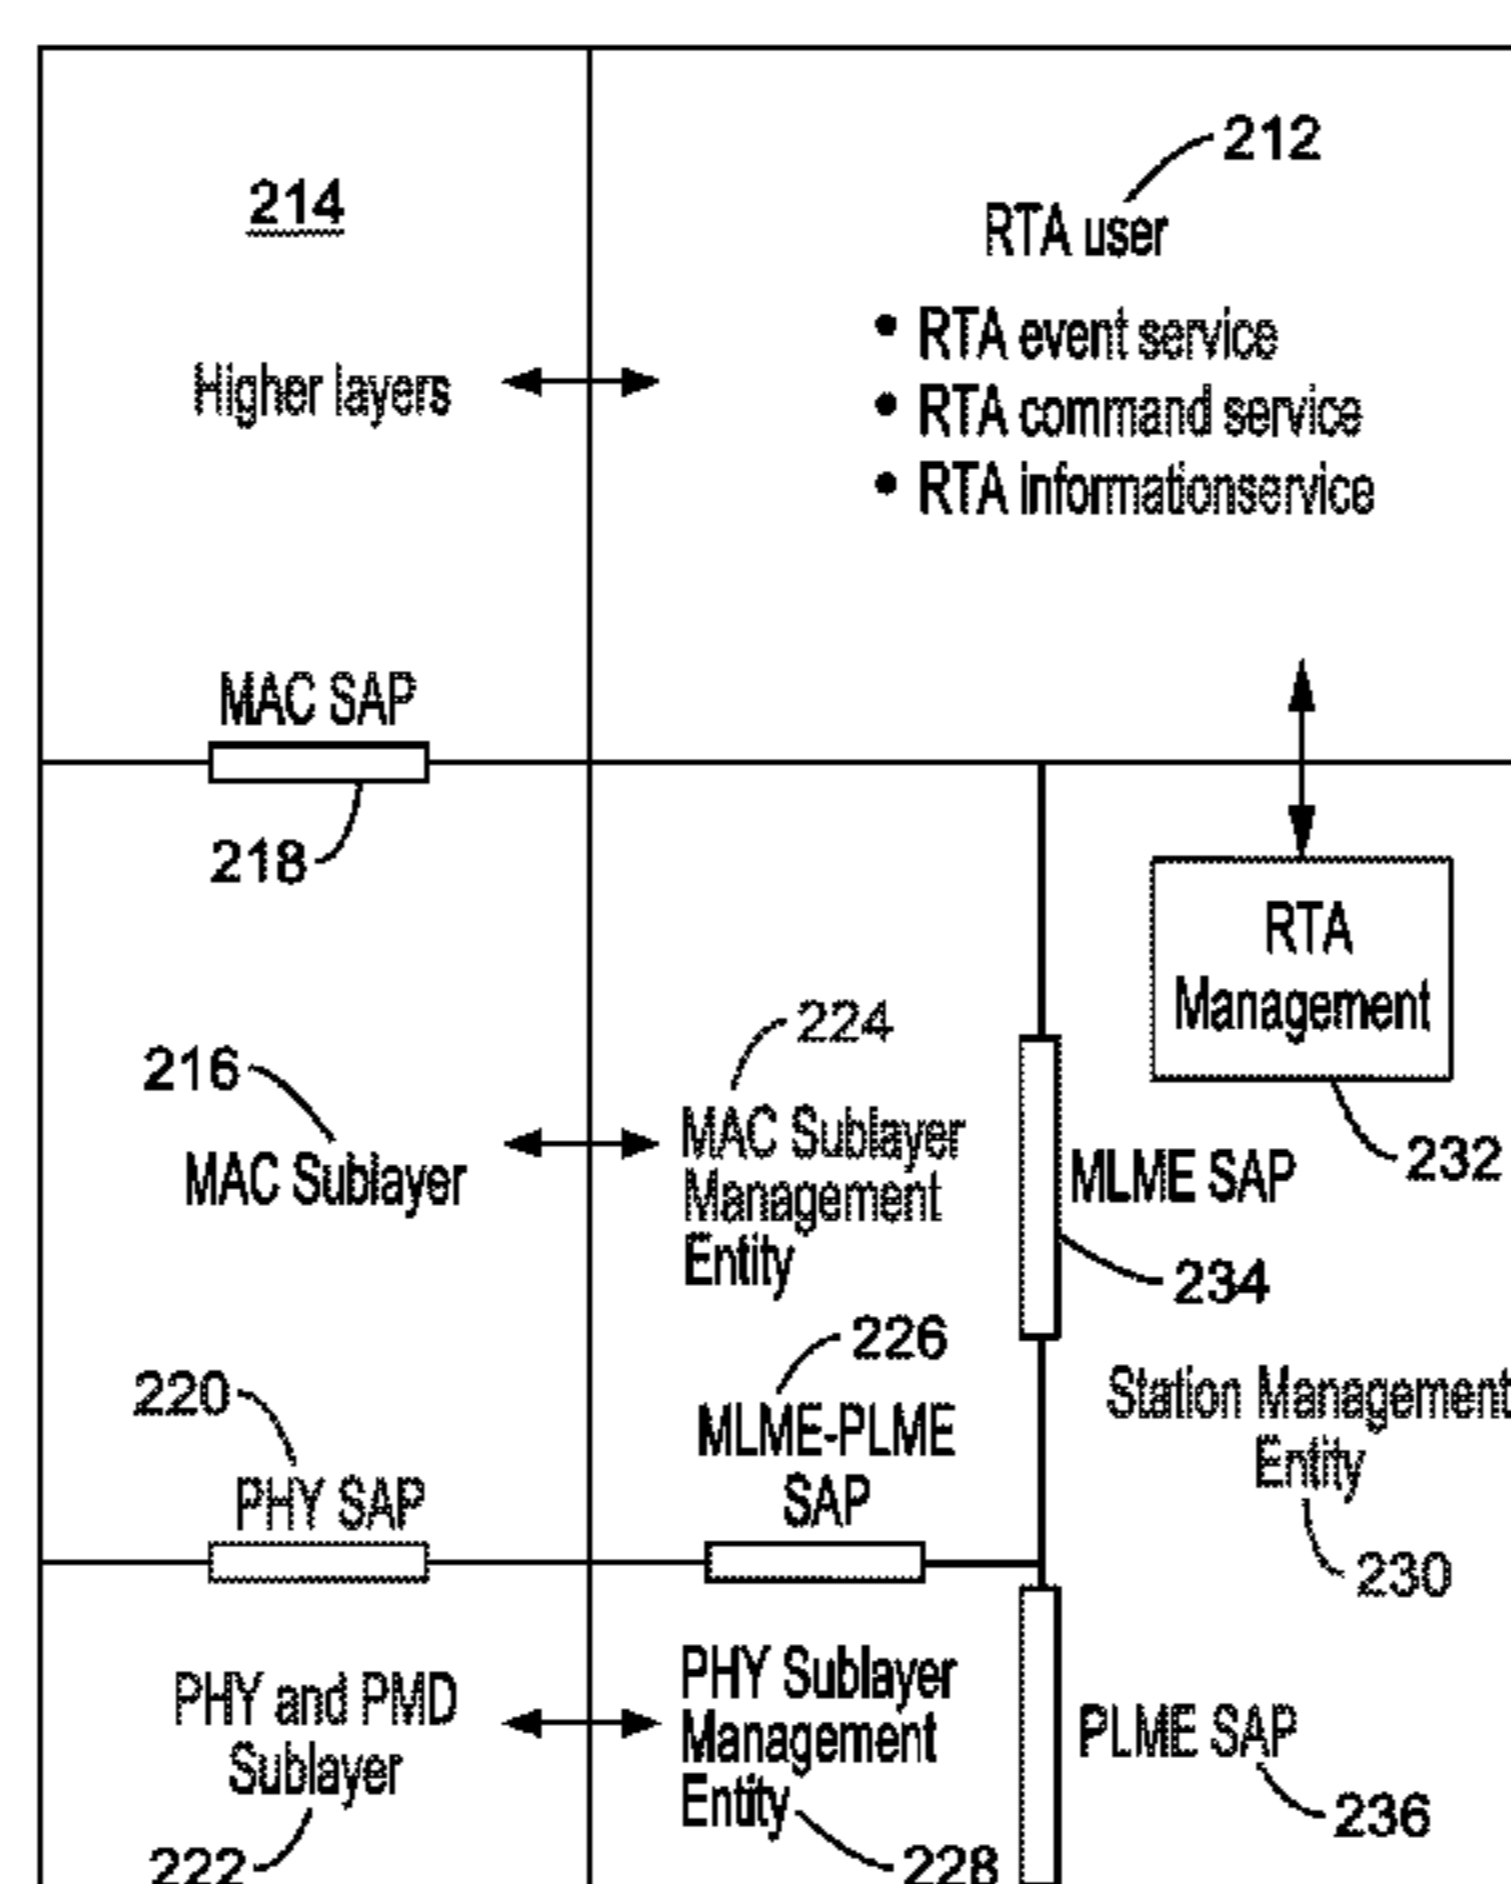 212
214
RTA user
Higher layers
• RTA event service
• RTA command service
• RTA informationservice
MAC SAP
218
RTA
Management
224
216
MAC Sublayer
MAC Sublayer
Management
Entity
MLME SAP
232
234
226
220
MLME-PLME
SAP
Station Management
Entity
PHY SAP
230
PHY and PMD
Sublayer
PHY Sublayer
Management
Entity
PLME SAP
236
222
228